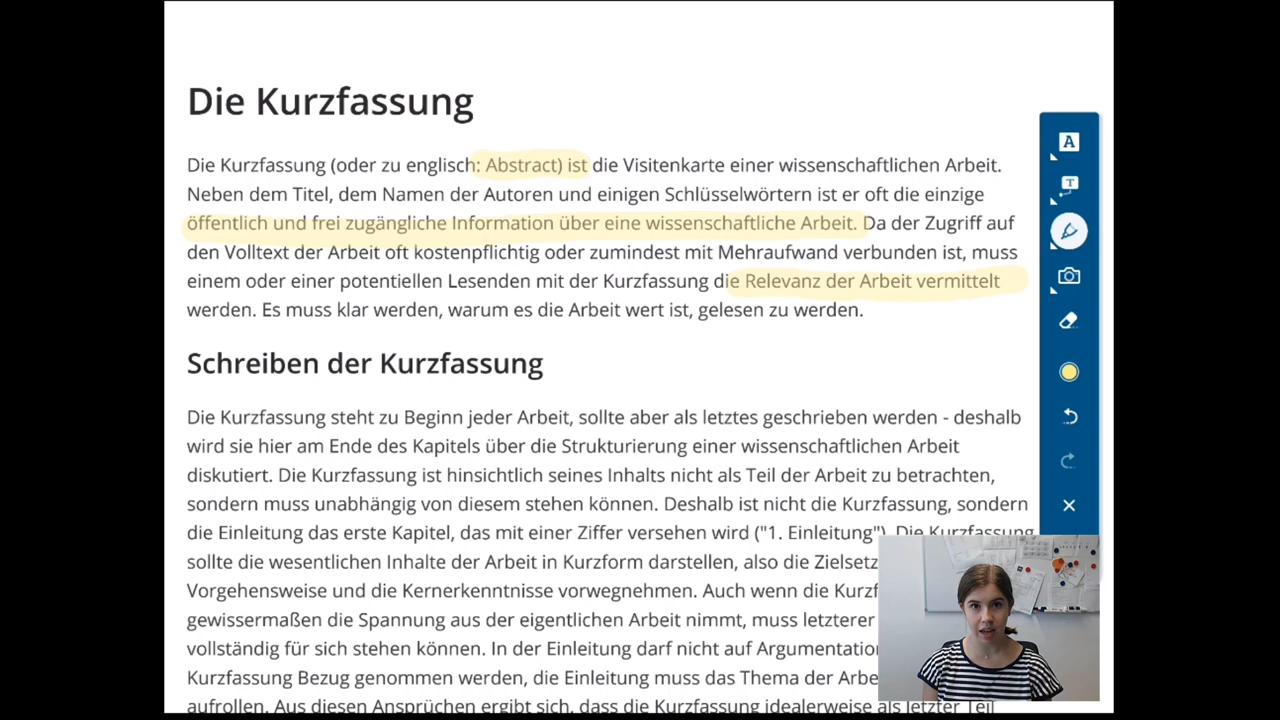 Die Kurzfassung
Die Kurzfassung (oder zu englisch: Abstract) ist die Visitenkarte einer wissenschaftlichen Arbeit.
Neben dem Titel, dem Namen der Autoren und einigen Schlüsselwörtern ist er oft die einzige
öffentlich und frei zugängliche Information über eine wissenschaftliche Arbeit. Da der Zugriff auf
den Volltext der Arbeit oft kostenpflichtig oder zumindest mit Mehraufwand verbunden ist, muss
einem oder einer potentiellen Lesenden mit der Kurzfassung die Relevanz der Arbeit vermittelt
werden. Es muss klar werden, warum es die Arbeit wert ist, gelesen zu werden.
Schreiben der Kurzfassung
Die Kurzfassung steht zu Beginn jeder Arbeit, sollte aber als letztes geschrieben werden - deshalb
wird sie hier am Ende des Kapitels über die Strukturierung einer wissenschaftlichen Arbeit
diskutiert. Die Kurzfassung ist hinsichtlich seines Inhalts nicht als Teil der Arbeit zu betrachten,
sondern muss unabhängig von diesem stehen können. Deshalb ist nicht die Kurzfassung, sondern
die Einleitung das erste Kapitel, das mit einer Ziffer versehen wird ("1. Einleitung"). Die Kurzfassung
sollte die wesentlichen Inhalte der Arbeit in Kurzform darstellen, also die Zielsetz
Vorgehensweise und die Kernerkenntnisse vorwegnehmen. Auch wenn die Kurzf
gewissermaßen die Spannung aus der eigentlichen Arbeit nimmt, muss letzterer
vollständig für sich stehen können. In der Einleitung darf nicht auf Argumentatio
Kurzfassung Bezug genommen werden, die Einleitung muss das Thema der Arbe
aufrollen. Aus diesen Ansprüchen ergibt sich, dass die Kurzfassung idealerweise als letzter Teil
A
T